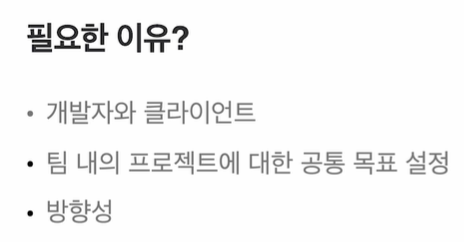 필요한 이유?
• 개발자와 클라이언트
• 팀 내의 프로젝트에 대한 공통 목표 설정
• 방향성